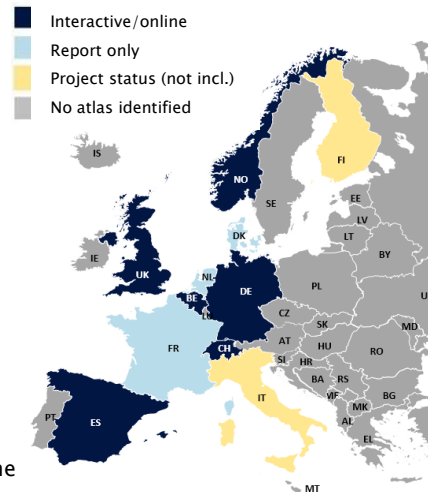 Interactive/online
Report only
Project status (not incl.)
No atlas identified
IS
NO
FI
SE
EE
LV
DK
LT
IE
BY
UK
NL
BE
DE
PL
CZ
SK
MD
FR
CH
AT
HU
RO
SI
HR
BA
RS
PT
ES
IT
MK
BG
AL
EL
MT